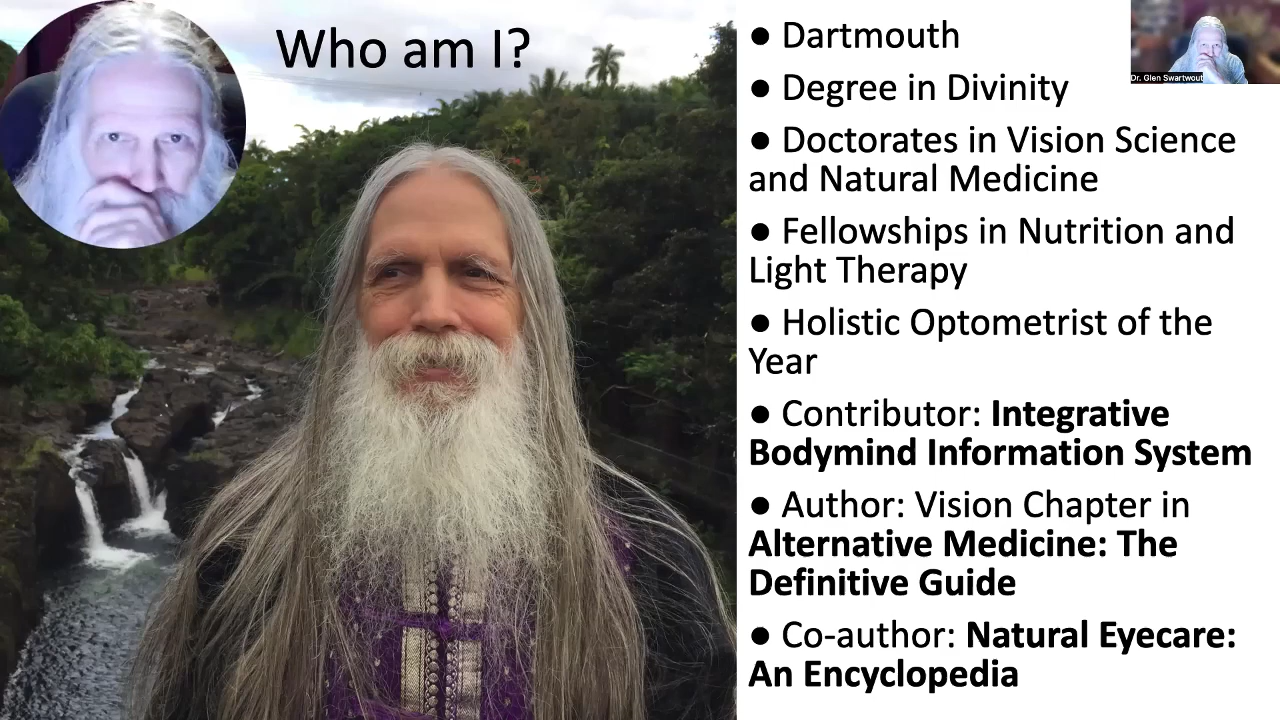 Who am I?
● Dartmouth
● Degree in Divinity
● Doctorates in Vision Science
and Natural Medicine
● Fellowships in Nutrition and
Light Therapy
● Holistic Optometrist of the
Year
● Contributor: Integrative
Bodymind Information System
● Author: Vision Chapter in
Alternative Medicine: The
Definitive Guide
● Co-author: Natural Eyecare:
An Encyclopedia
Dr. Glen Swartwout